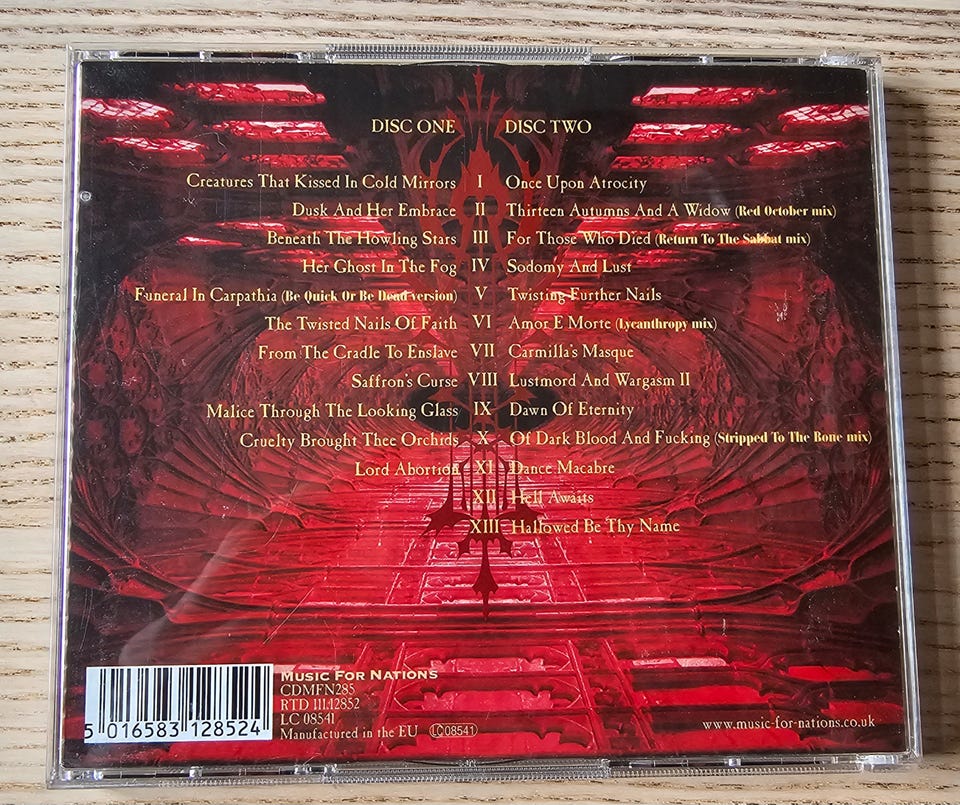 DISC ONE DISC TWO
Creatures That Kissed In Cold Mirrors I Once Upon Atrocity
Dusk And Her Embrace II Thirteen Autumns And A Widow (Red October mix)
Beneath The Howling Stars III For Those Who Died (Return To The Sabbat mix)
Her Ghost In The Fog IV Sodomy And Lust
Funeral In Carpathia (Be Quick Or Be Dead version) V Twisting Further Nails
The Twisted Nails Of Faith VI Amor E Morte (Lycanthropy mix)
From The Cradle To Enslave VII Carmilla's Masque
Saffron's Curse VIII Lustmord And Wargasm II
Malice Through The Looking Glass IX Dawn Of Eternity
Cruelty Brought Thee Orchids X Of Dark Blood And Fucking (Stripped To The Bone mix)
Lord Abortion XI Dance Macabre
XII Hell Awaits
XIII Hallowed Be Thy Name
5 016583 128524
MUSIC FOR NATIONS
CDMFN285
RTD 111.12852
LC 08541
Manufactured in the EU LC 08541
www.music-for-nations.co.uk